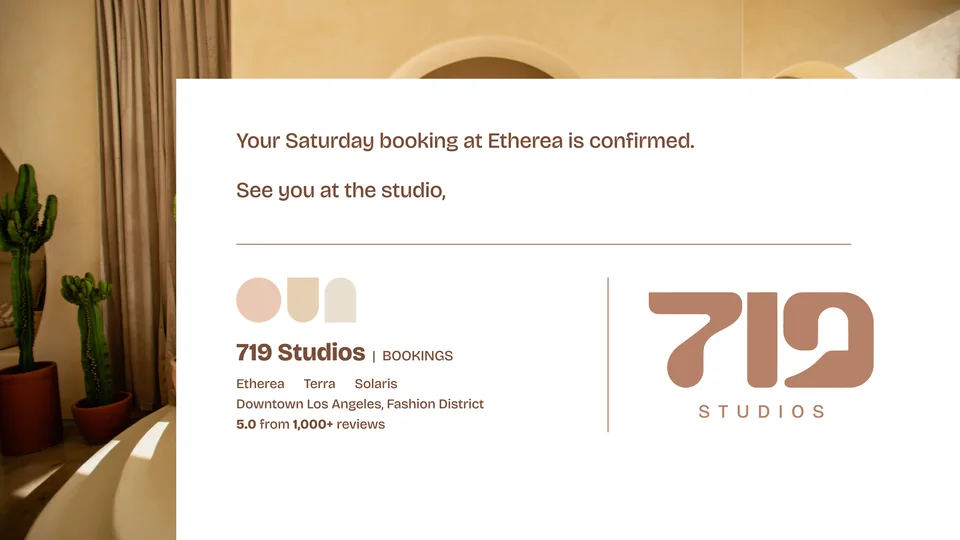 Your Saturday booking at Etherea is confirmed.
See you at the studio,
719 Studios | BOOKINGS
Etherea Terra Solaris
Downtown Los Angeles, Fashion District
5.0 from 1,000+ reviews
719
STUDIOS